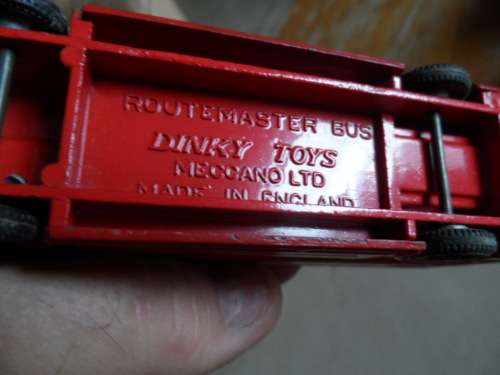 ROUTEMASTER BUS
DINKY TOYS
MECCANO LTD
MADE IN ENGLAND